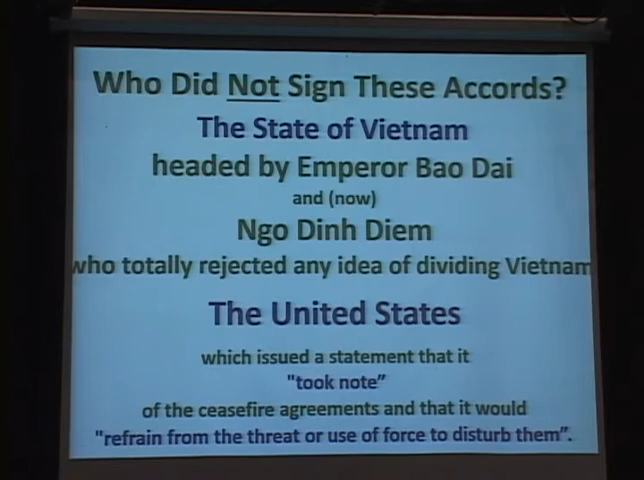 Who Did Not Sign These Accords?
The State of Vietnam
headed by Emperor Bao Dai
and (now)
Ngo Dinh Diem
who totally rejected any idea of dividing Vietnam
The United States
which issued a statement that it
"took note”
of the ceasefire agreements and that it would
"refrain from the threat or use of force to disturb them”.